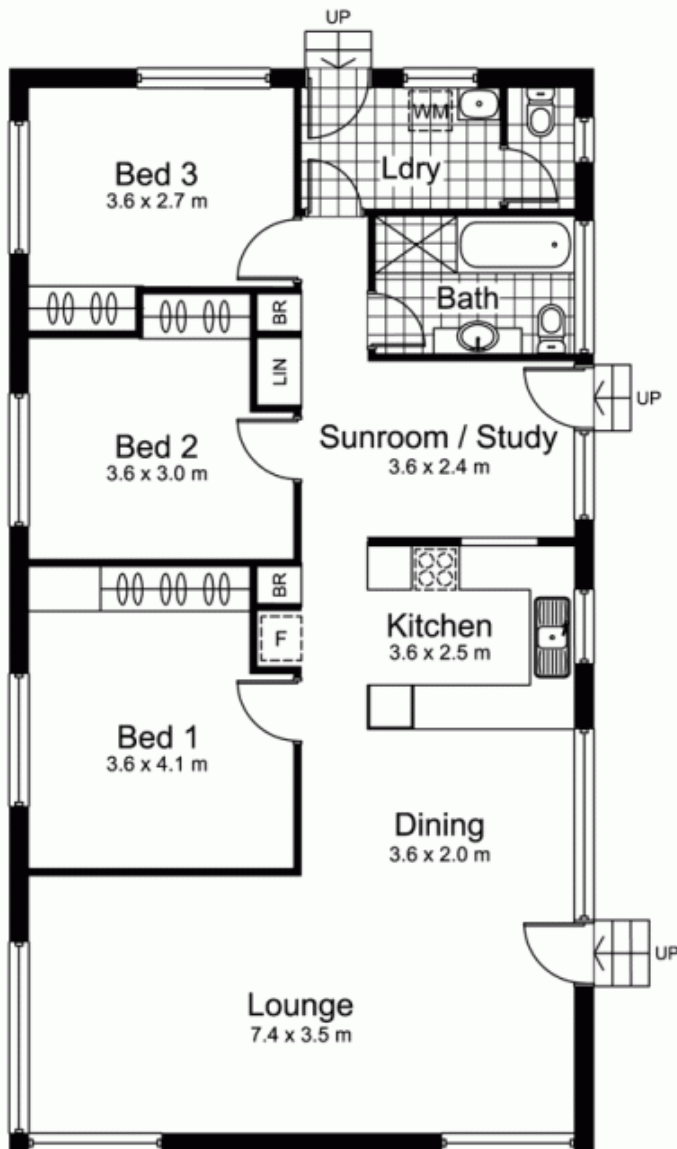 UP
WM
Bed 3
3.6 x 2.7 m
Ldry
BR
Bath
LIN
UP
Bed 2
3.6 x 3.0 m
Sunroom / Study
3.6 x 2.4 m
BR
F
Kitchen
3.6 x 2.5 m
Bed 1
3.6 x 4.1 m
Dining
3.6 x 2.0 m
UP
Lounge
7.4 x 3.5 m